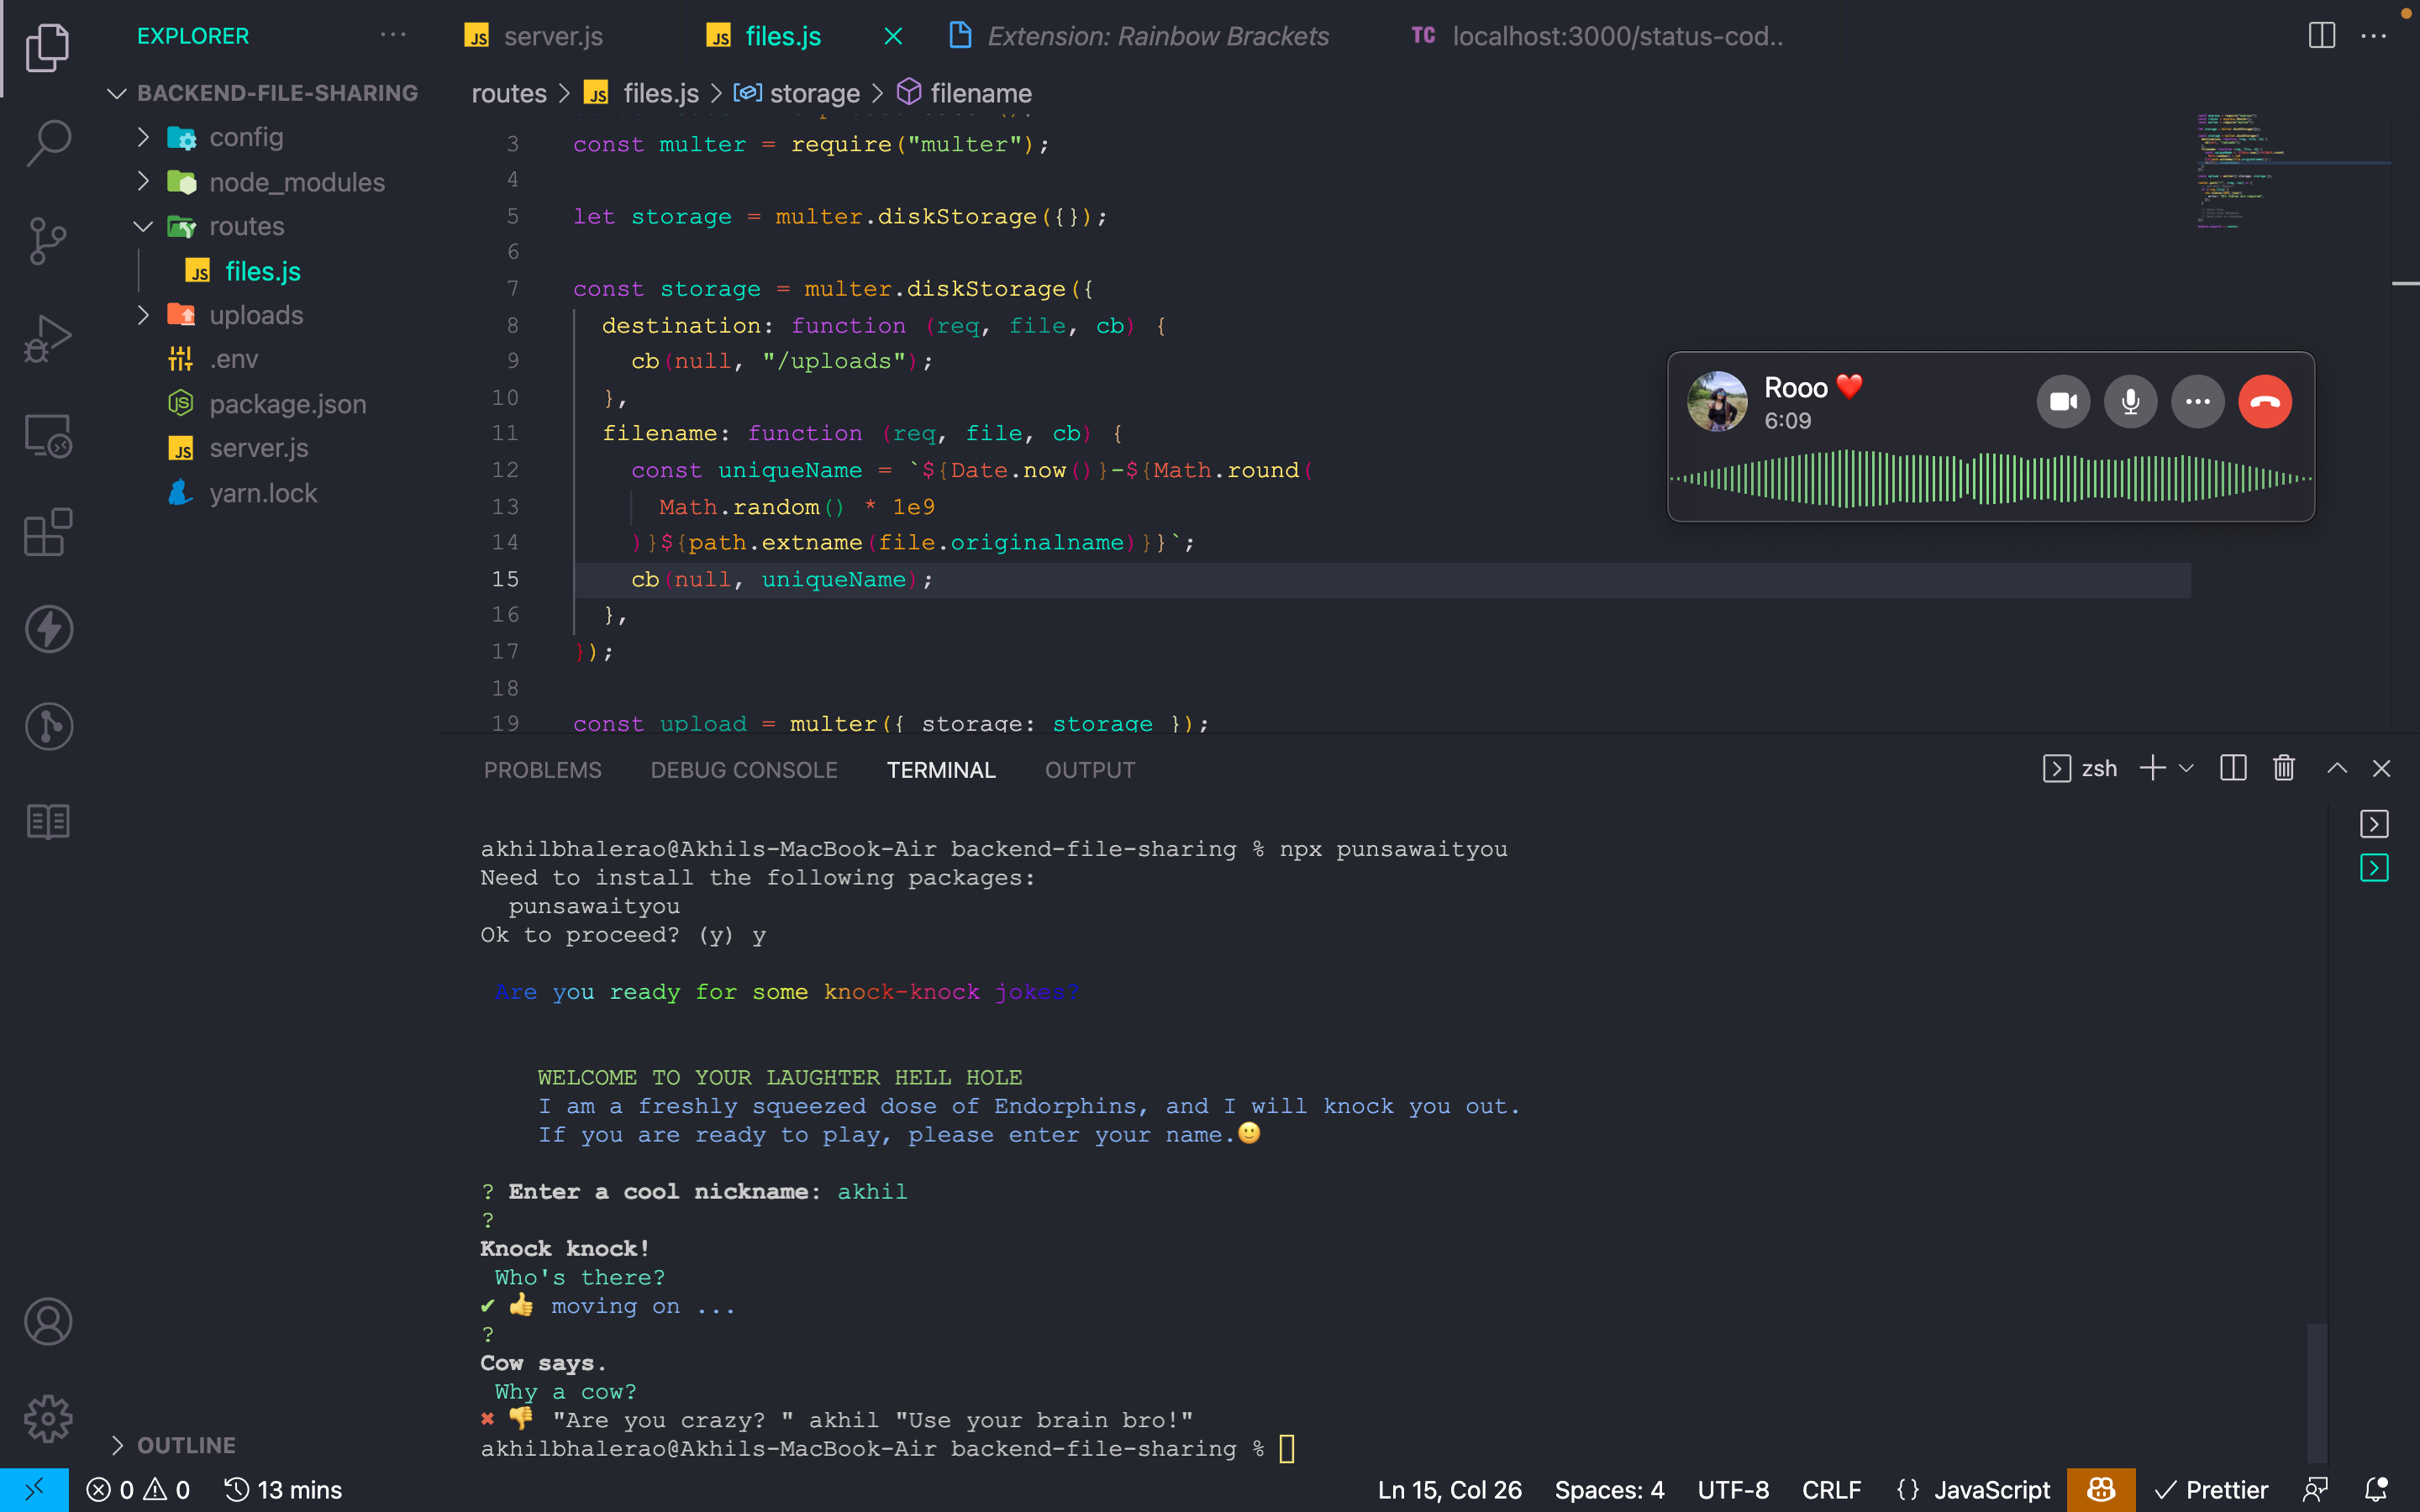 EXPLORER
server.js
files.js
Extension: Rainbow Brackets
TC localhost:3000/status-cod..
BACKEND-FILE-SHARING
config
node_modules
routes
files.js
uploads
.env
package.json
server.js
yarn.lock
OUTLINE
routes > files.js > storage > filename
3 const multer = require("multer");
4
5 let storage = multer.diskStorage({});
6
7 const storage = multer.diskStorage({
8 destination: function (req, file, cb) {
9 cb(null, "/uploads");
10 },
11 filename: function (req, file, cb) {
12 const uniqueName = `${Date.now()}-${Math.round(
13 Math.random() * 1e9
14 )}${path.extname(file.originalname)}}`;
15 cb(null, uniqueName);
16 },
17 });
18
19 const upload = multer({ storage: storage });
Rooo ❤️
6:09
PROBLEMS DEBUG CONSOLE TERMINAL OUTPUT
zsh
akhilbhalerao@Akhils-MacBook-Air backend-file-sharing % npx punsawaityou
Need to install the following packages:
punsawaityou
Ok to proceed? (y) y
Are you ready for some knock-knock jokes?
WELCOME TO YOUR LAUGHTER HELL HOLE
I am a freshly squeezed dose of Endorphins, and I will knock you out.
If you are ready to play, please enter your name.🙂
? Enter a cool nickname: akhil
?
Knock knock!
Who's there?
✔ 👍 moving on ...
?
Cow says.
Why a cow?
✖ 👎 "Are you crazy? " akhil "Use your brain bro!"
akhilbhalerao@Akhils-MacBook-Air backend-file-sharing %
0 0 13 mins
Ln 15, Col 26 Spaces: 4 UTF-8 CRLF {} JavaScript Prettier